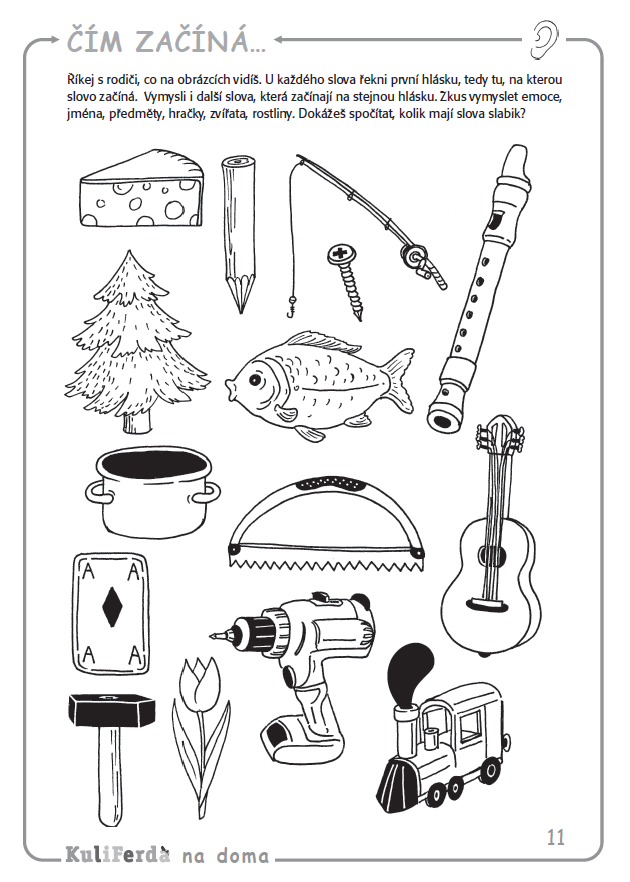 ČÍM ZAČÍNÁ...
Říkej s rodiči, co na obrázcích vidíš. U každého slova řekni první hlásku, tedy tu, na kterou
slovo začíná. Vymysli i další slova, která začínají na stejnou hlásku. Zkus vymyslet emoce,
jména, předměty, hračky, zvířata, rostliny. Dokážeš spočítat, kolik mají slova slabik?
A A
A A
11
KuliFerda na doma